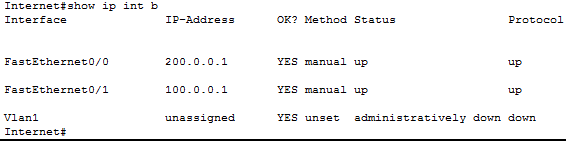 Internet#show ip int b
Interface IP-Address OK? Method Status Protocol
FastEthernet0/0 200.0.0.1 YES manual up up
FastEthernet0/1 100.0.0.1 YES manual up up
Vlan1 unassigned YES unset administratively down down
Internet#